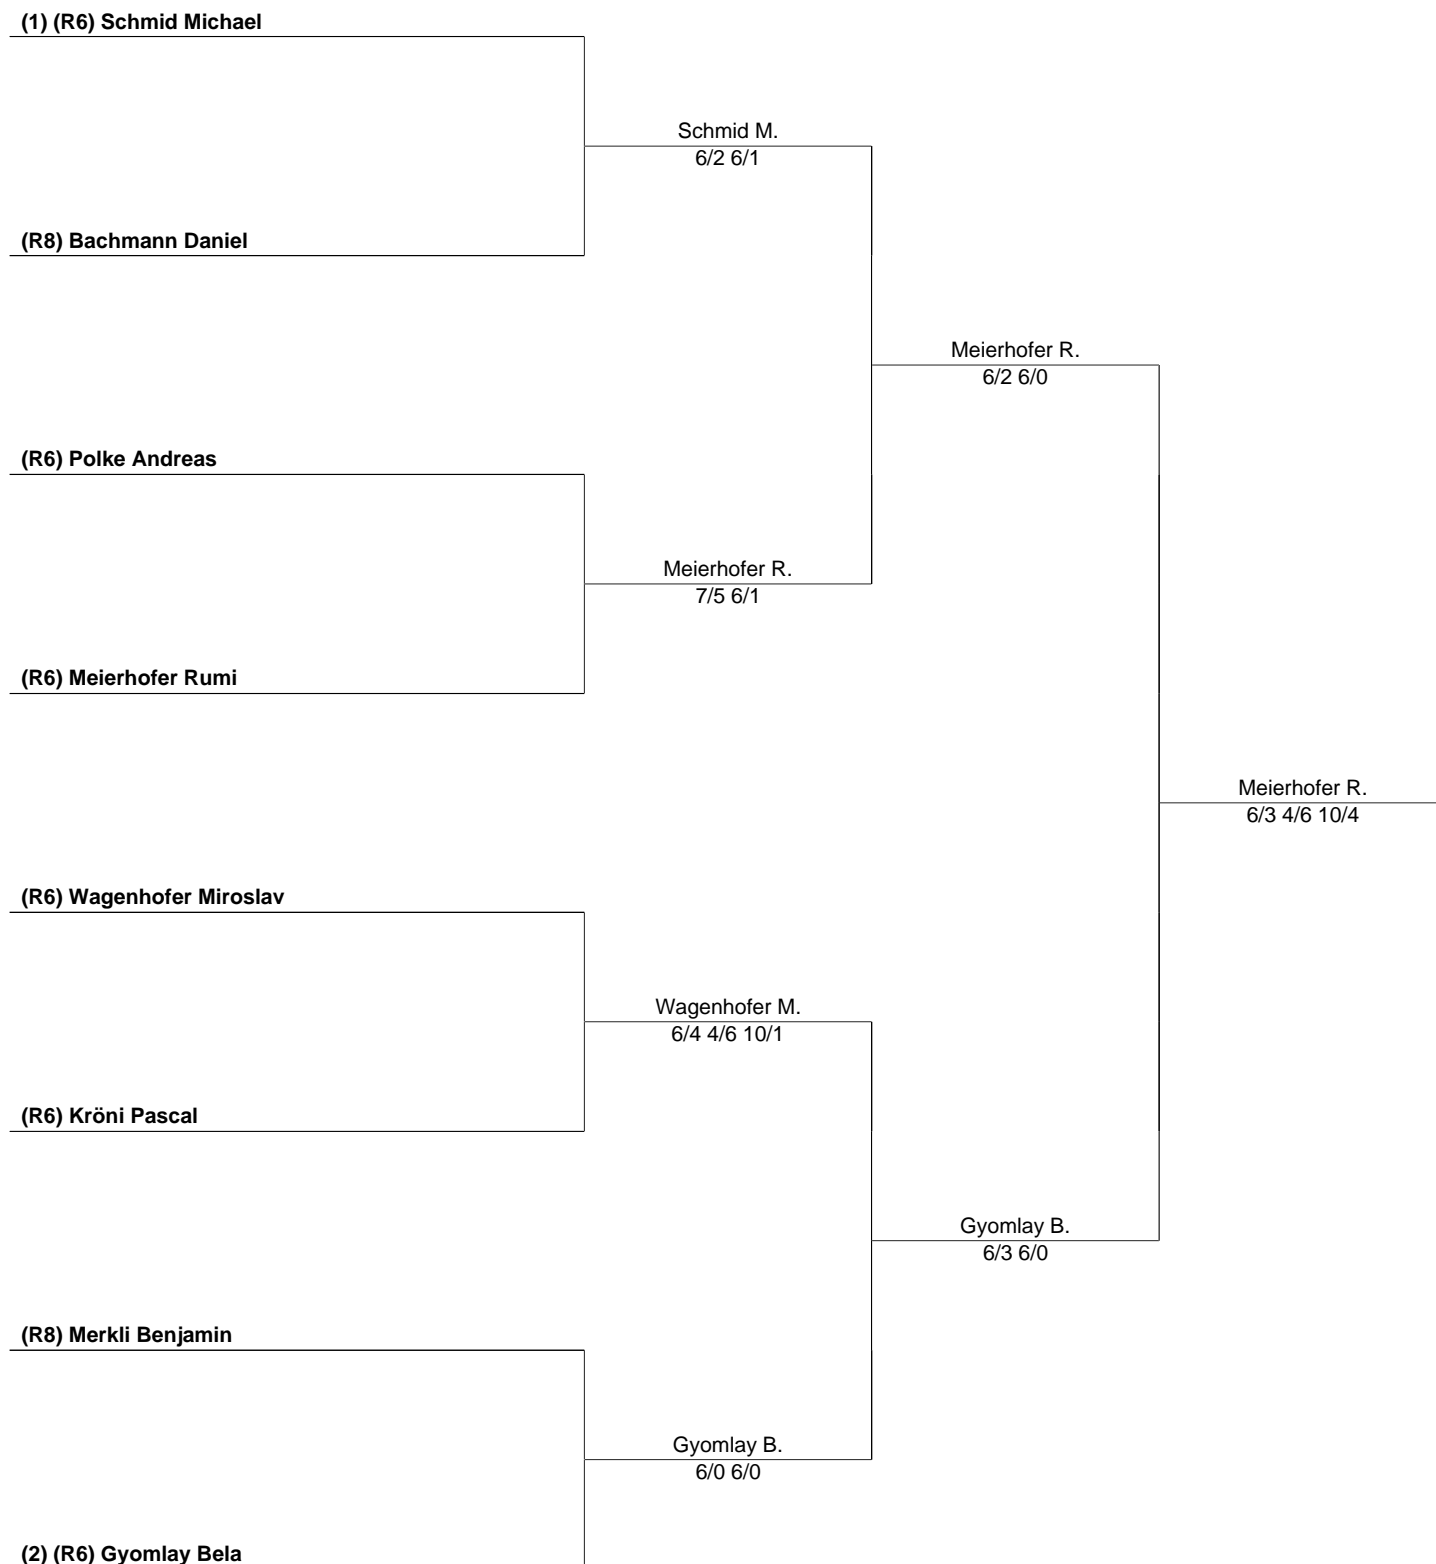 (1) (R6) Schmid Michael
Schmid M.
6/2 6/1
(R8) Bachmann Daniel
Meierhofer R.
6/2 6/0
(R6) Polke Andreas
Meierhofer R.
7/5 6/1
(R6) Meierhofer Rumi
Meierhofer R.
6/3 4/6 10/4
(R6) Wagenhofer Miroslav
Wagenhofer M.
6/4 4/6 10/1
(R6) Kröni Pascal
Gyomlay B.
6/3 6/0
(R8) Merkli Benjamin
Gyomlay B.
6/0 6/0
(2) (R6) Gyomlay Bela